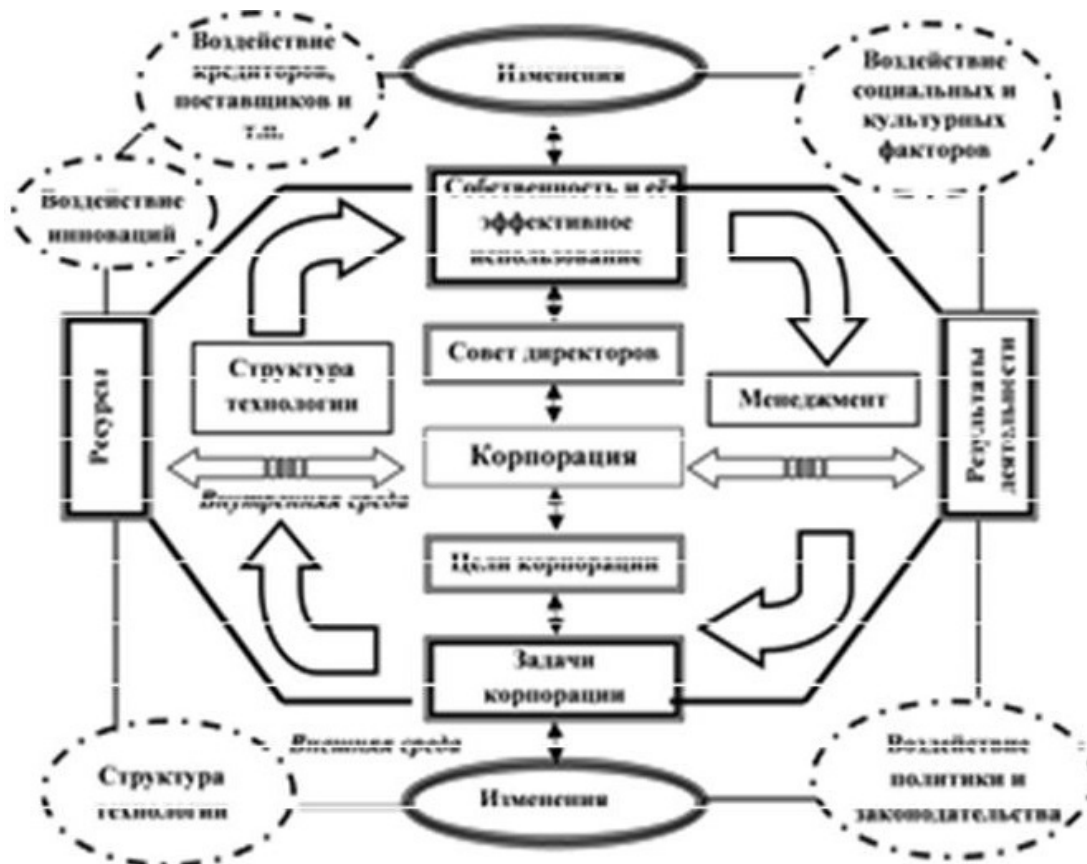 Воздействие
кредиторов,
поставщиков и
т.п.
Изменения
Воздействие
социальных и
культурных
факторов
Воздействие
инноваций
Собственность и её
эффективное
использование
Ресурсы
Структура
технологии
Совет директоров
Менеджмент
Результаты
деятельности
Корпорация
Внутренняя среда
Цели корпорации
Задачи
корпорации
Внешняя среда
Структура
технологии
Изменения
Воздействие
политики и
законодательства